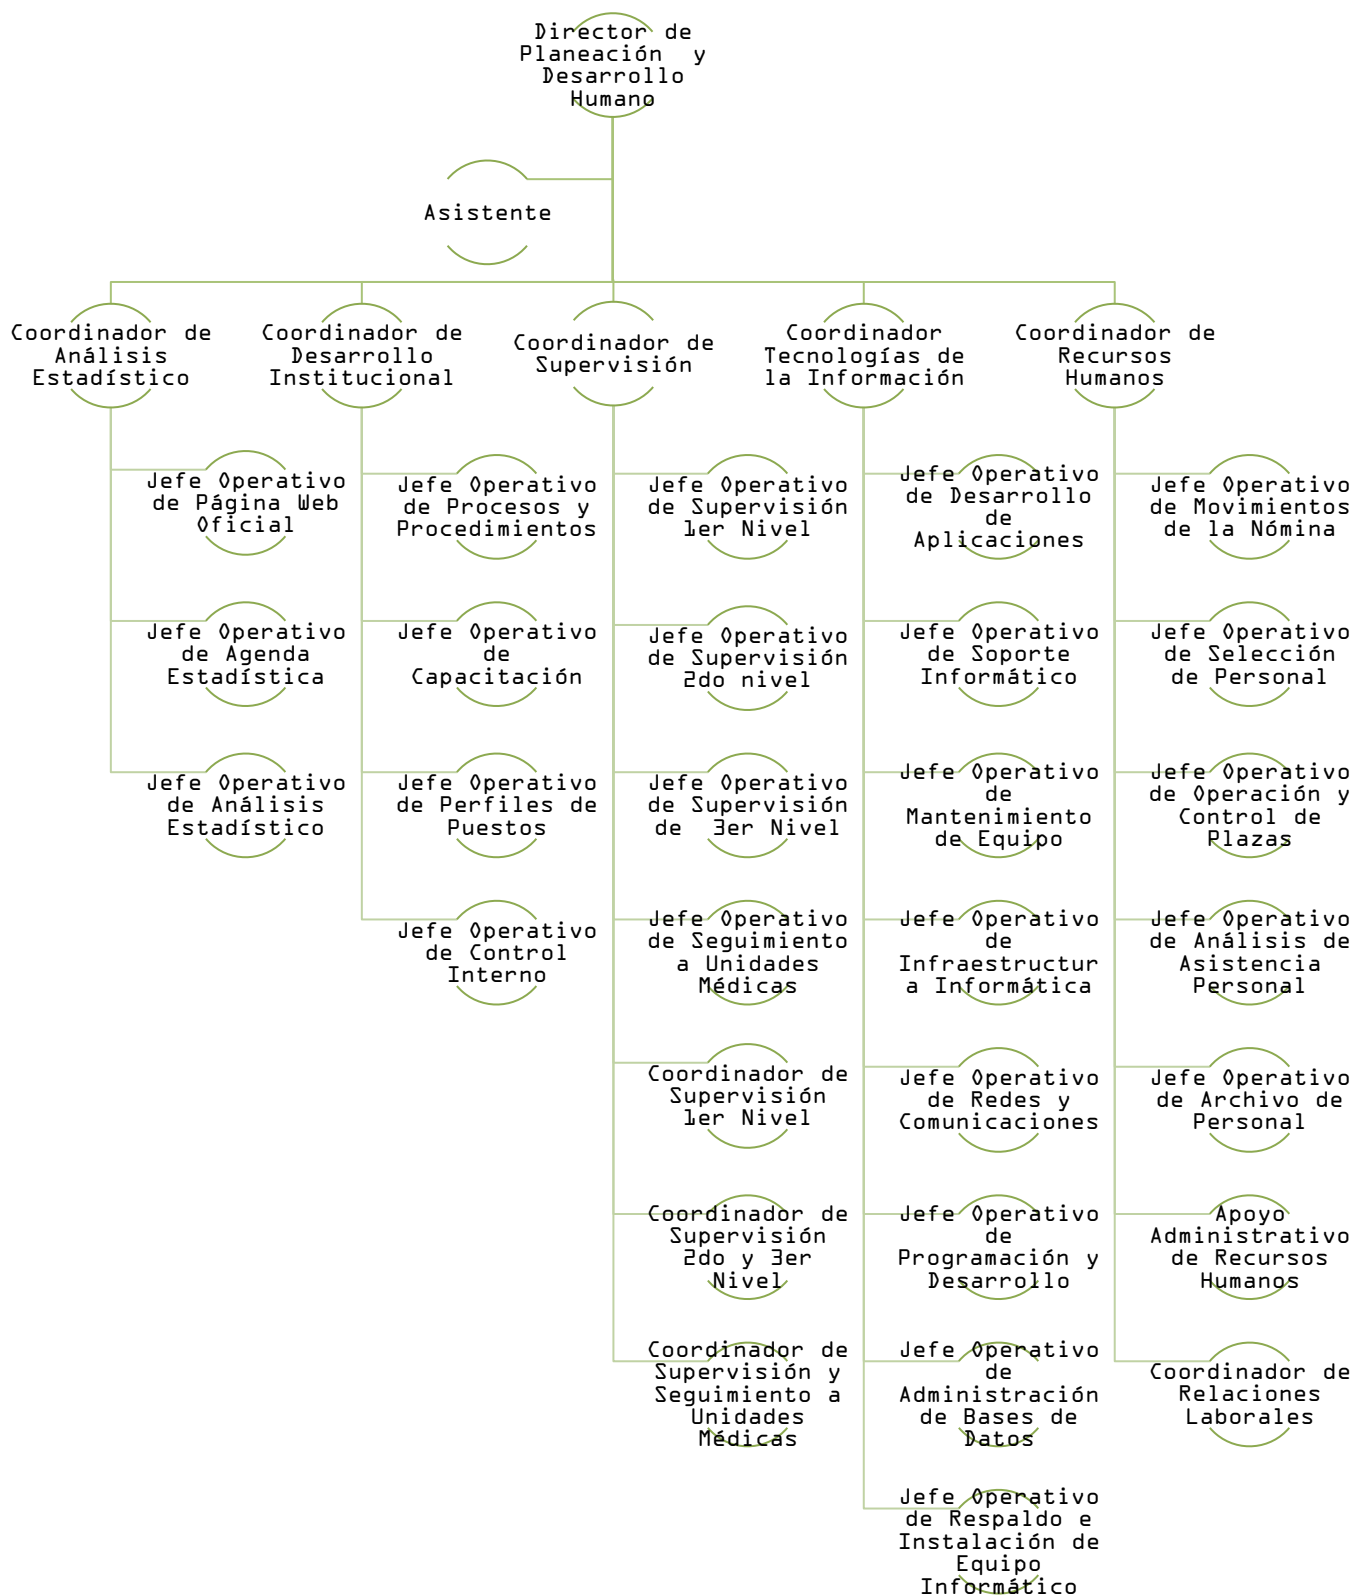 Director de
Planeación y
Desarrollo
Humano
Asistente
Coordinador de
Análisis
Estadístico
Coordinador de
Desarrollo
Institucional
Coordinador de
Supervisión
Coordinador
Tecnologías de
la Información
Coordinador de
Recursos
Humanos
Jefe Operativo
de Página Web
Oficial
Jefe Operativo
de Agenda
Estadística
Jefe Operativo
de Análisis
Estadístico
Jefe Operativo
de Procesos y
Procedimientos
Jefe Operativo
de
Capacitación
Jefe Operativo
de Perfiles de
Puestos
Jefe Operativo
de Control
Interno
Jefe Operativo
de Supervisión
1er Nivel
Jefe Operativo
de Supervisión
2do nivel
Jefe Operativo
de Supervisión
de 3er Nivel
Jefe Operativo
de Seguimiento
a Unidades
Médicas
Coordinador de
Supervisión
1er Nivel
Coordinador de
Supervisión
2do y 3er
Nivel
Coordinador de
Supervisión y
Seguimiento a
Unidades
Médicas
Jefe Operativo
de Desarrollo
de
Aplicaciones
Jefe Operativo
de Soporte
Informático
Jefe Operativo
de
Mantenimiento
de Equipo
Jefe Operativo
de
Infraestructur
a Informática
Jefe Operativo
de Redes y
Comunicaciones
Jefe Operativo
de
Programación y
Desarrollo
Jefe Operativo
de
Administración
de Bases de
Datos
Jefe Operativo
de Respaldo e
Instalación de
Equipo
Informático
Jefe Operativo
de Movimientos
de la Nómina
Jefe Operativo
de Selección
de Personal
Jefe Operativo
de Operación y
Control de
Plazas
Jefe Operativo
de Análisis de
Asistencia
Personal
Jefe Operativo
de Archivo de
Personal
Apoyo
Administrativo
de Recursos
Humanos
Coordinador de
Relaciones
Laborales